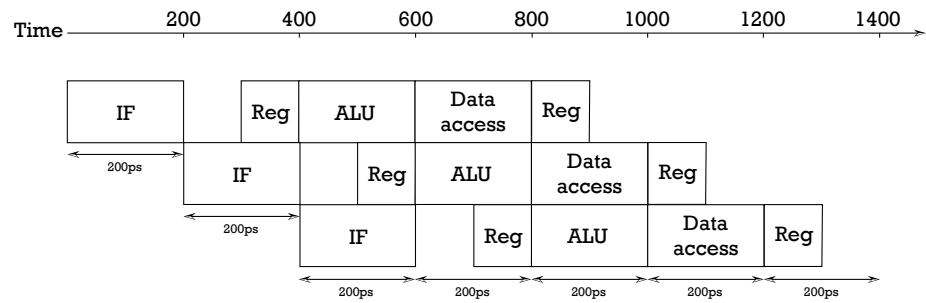 200 400 600 800 1000 1200 1400
Time
IF Reg ALU Data access Reg
200ps
IF Reg ALU Data access Reg
200ps
IF Reg ALU Data access Reg
200ps 200ps 200ps 200ps 200ps